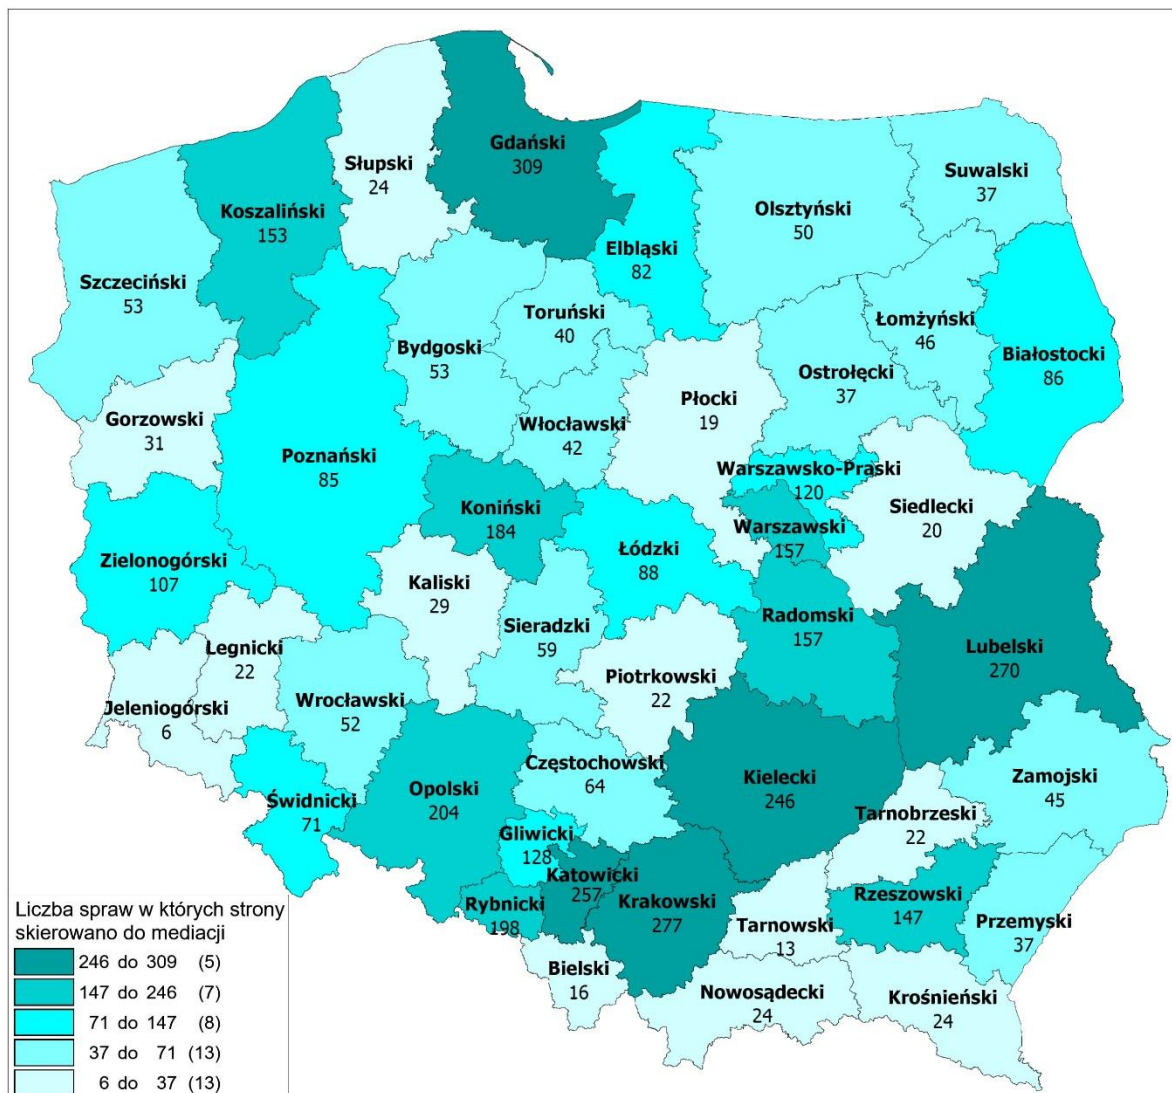 Gdański
309
Słupski
24
Suwalski
37
Koszaliński
153
Olsztyński
50
Elbląski
82
Szczeciński
53
Toruński
40
Łomżyński
46
Bydgoski
53
Białostocki
86
Ostrołęcki
37
Płocki
19
Gorzowski
31
Włocławski
42
Poznański
85
Warszawsko-Praski
120
Koniński
184
Siedlecki
20
Warszawski
157
Zielonogórski
107
Łódzki
88
Kaliski
29
Radomski
157
Sieradzki
59
Legnicki
22
Lubelski
270
Piotrkowski
22
Wrocławski
52
Jeleniogórski
6
Częstochowski
64
Kielecki
246
Zamojski
45
Opolski
204
Świdnicki
71
Tarnobrzeski
22
Gliwicki
128
Katowicki
257
Rzeszowski
147
Rybnicki
198
Krakowski
277
Przemyski
37
Tarnowski
13
Bielski
16
Nowosądecki
24
Krośnieński
24
Liczba spraw w których strony
skierowano do mediacji
246 do 309 (5)
147 do 246 (7)
71 do 147 (8)
37 do 71 (13)
6 do 37 (13)